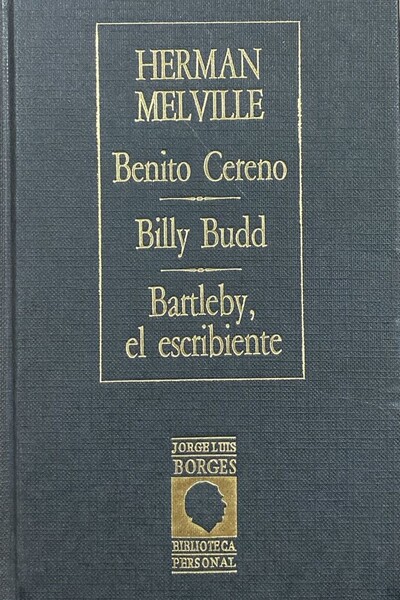 HERMAN
MELVILLE
Benito Cereno
Billy Budd
Bartleby,
el escribiente
JORGE LUIS
BORGES
BIBLIOTECA
PERSONAL